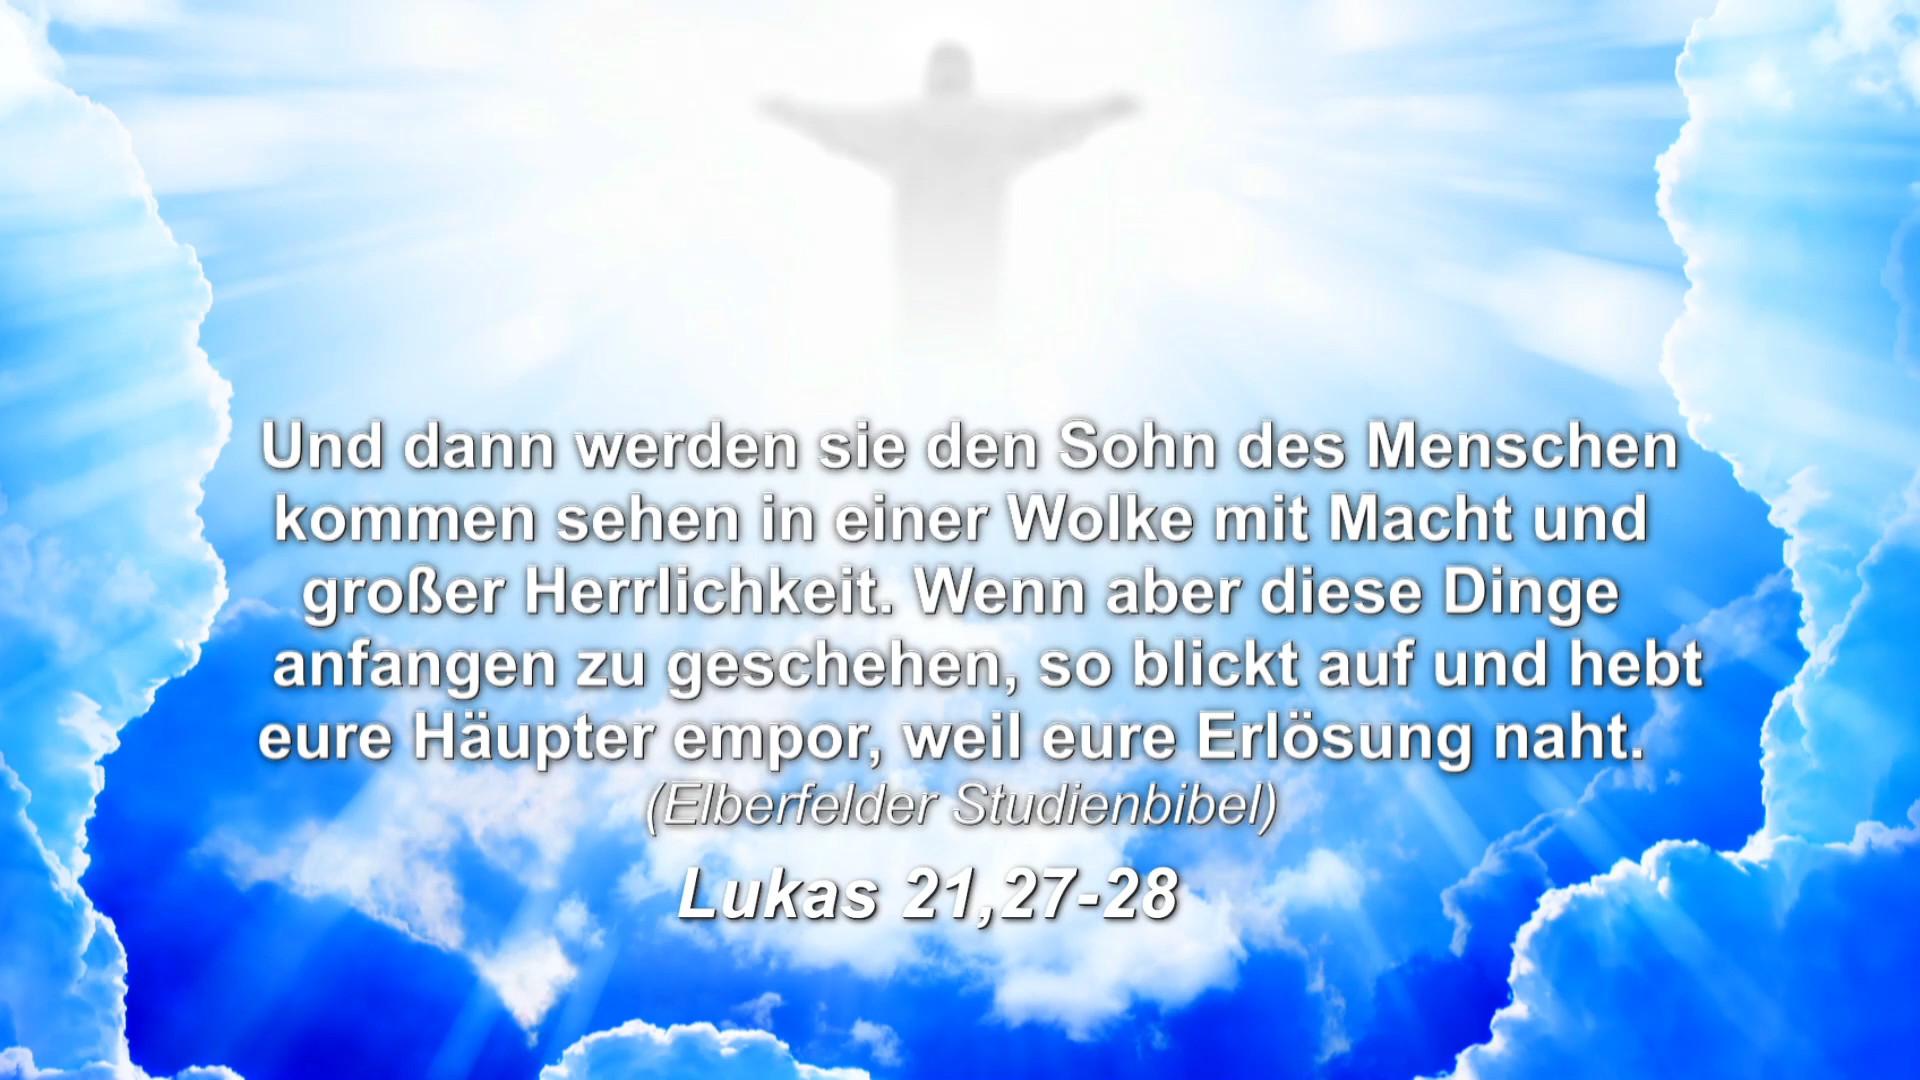 Und dann werden sie den Sohn des Menschen
kommen sehen in einer Wolke mit Macht und
großer Herrlichkeit. Wenn aber diese Dinge
anfangen zu geschehen, so blickt auf und hebt
eure Häupter empor, weil eure Erlösung naht.
(Elberfelder Studienbibel)
Lukas 21,27-28